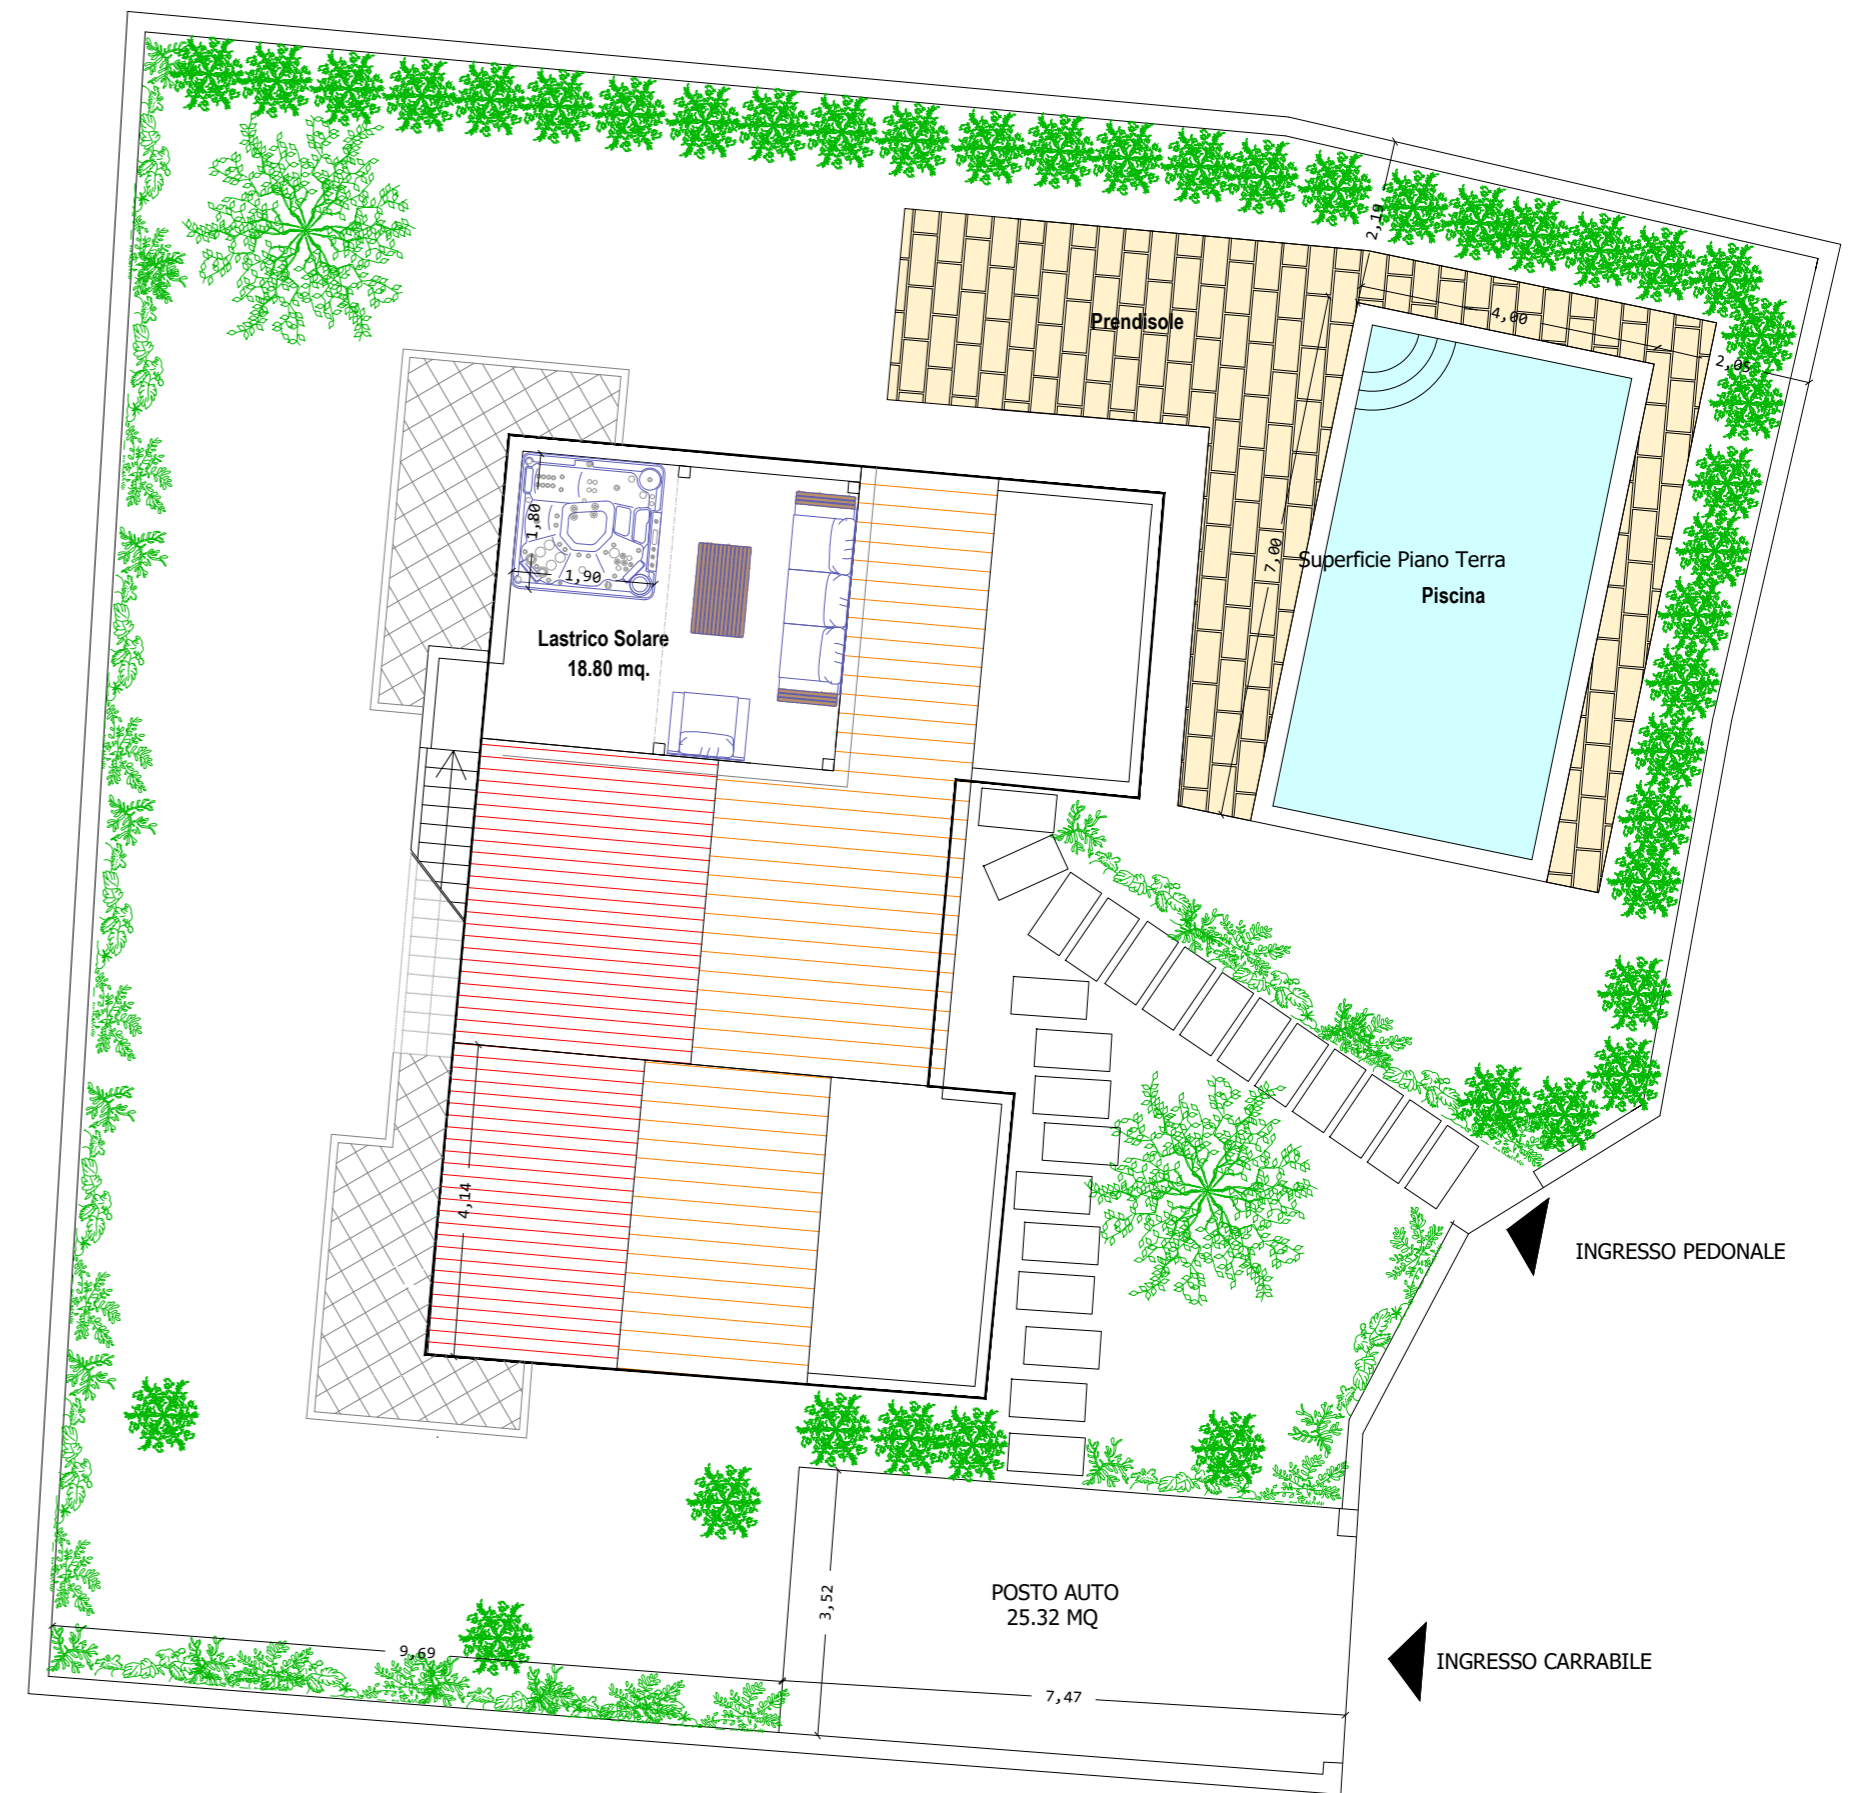 2,19
Prendisole
4,00
2,05
1,80
1,90
7,00
Superficie Piano Terra
Piscina
Lastrico Solare
18.80 mq.
4,14
INGRESSO PEDONALE
POSTO AUTO
25.32 MQ
3,52
9,69
7,47
INGRESSO CARRABILE